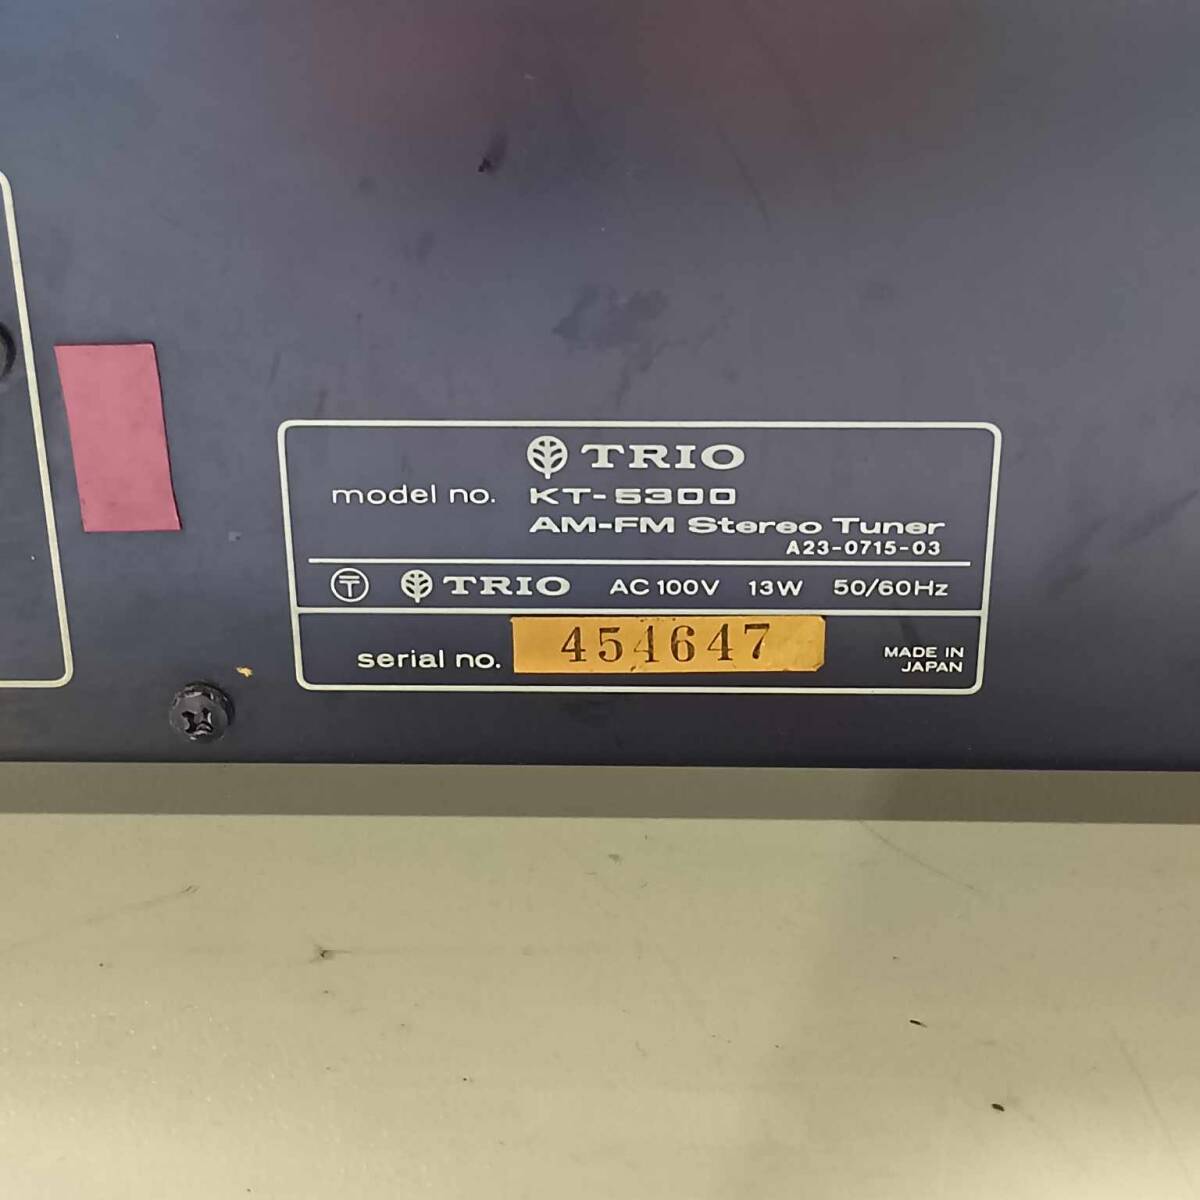 TRIO
model no. KT-5300
AM-FM Stereo Tuner
A23-0715-03
〶 TRIO AC 100V 13W 50/60Hz
serial no. 454647
MADE IN
JAPAN